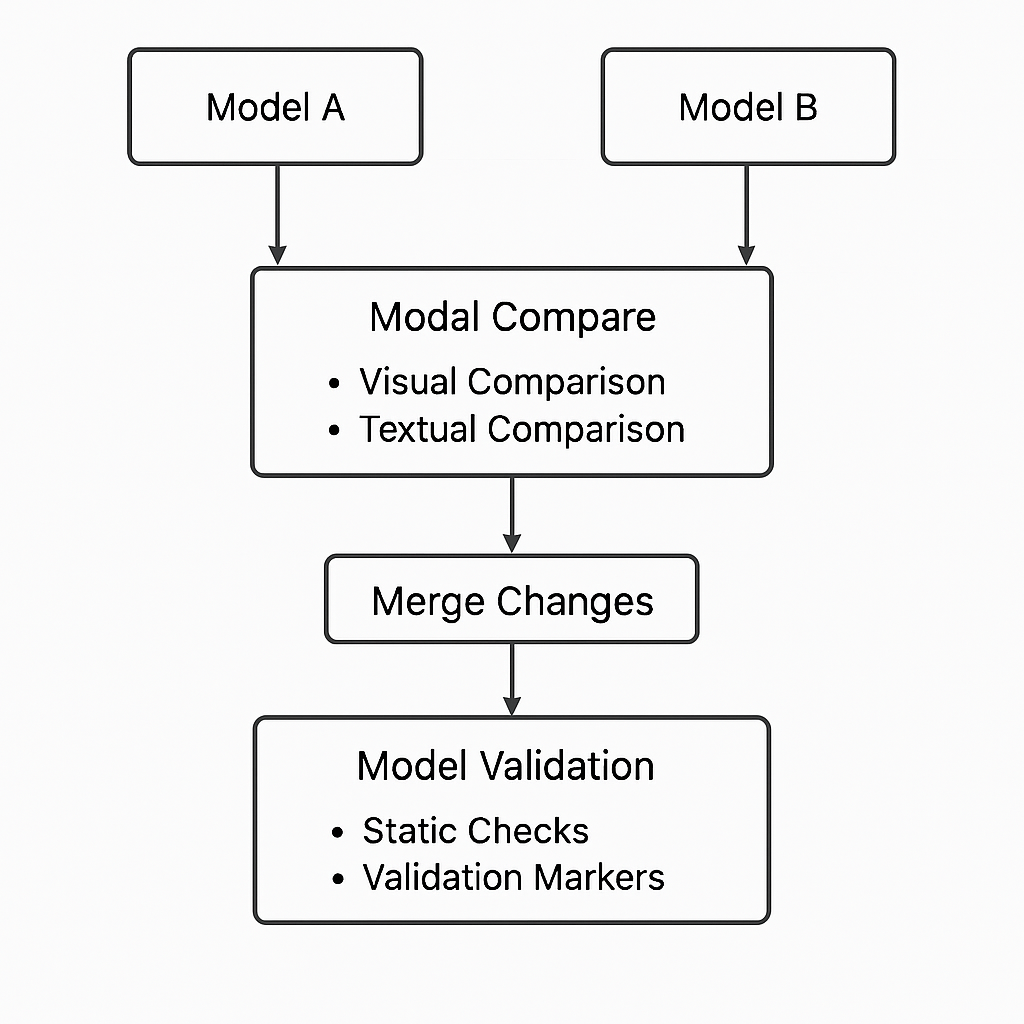 Model A
Model B
Modal Compare
• Visual Comparison
• Textual Comparison
Merge Changes
Model Validation
• Static Checks
• Validation Markers